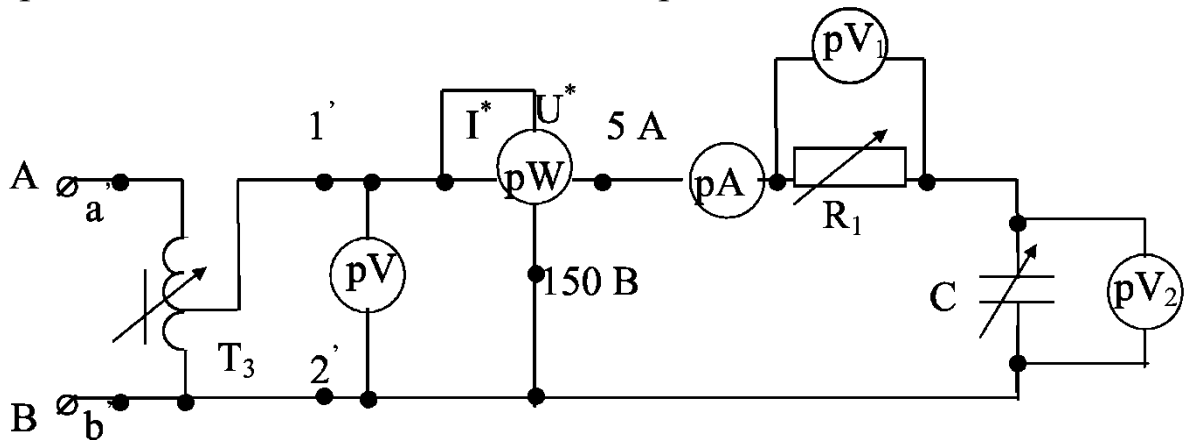 pV₁
I* U*
1' 5 A
A pW pA
a'
R₁
pV
150 В C pV₂
T₃
2'
B
b'